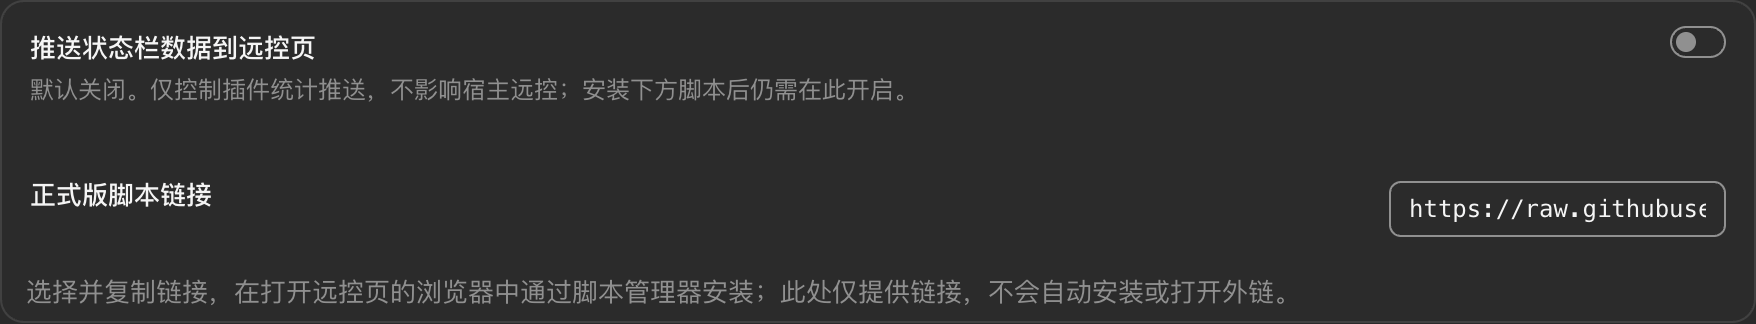 推送状态栏数据到远控页
默认关闭。仅控制插件统计推送，不影响宿主远控；安装下方脚本后仍需在此开启。
正式版脚本链接
https://raw.githubuse
选择并复制链接，在打开远控页的浏览器中通过脚本管理器安装；此处仅提供链接，不会自动安装或打开外链。